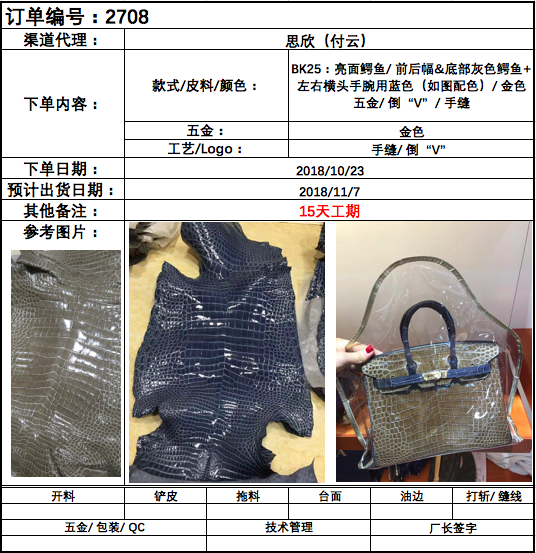 订单编号：2708
渠道代理：
思欣（付云）
下单内容：
款式/皮料/颜色：
BK25：亮面鳄鱼/ 前后幅&底部灰色鳄鱼+
左右横头手腕用蓝色（如图配色）/ 金色
五金/ 倒“V”/ 手缝
五金：
金色
工艺/Logo：
手缝/ 倒“V”
下单日期：
2018/10/23
预计出货日期：
2018/11/7
其他备注：
15天工期
参考图片：
开料
铲皮
拖料
台面
油边
打斩/ 缝线
五金/ 包装/ QC
技术管理
厂长签字